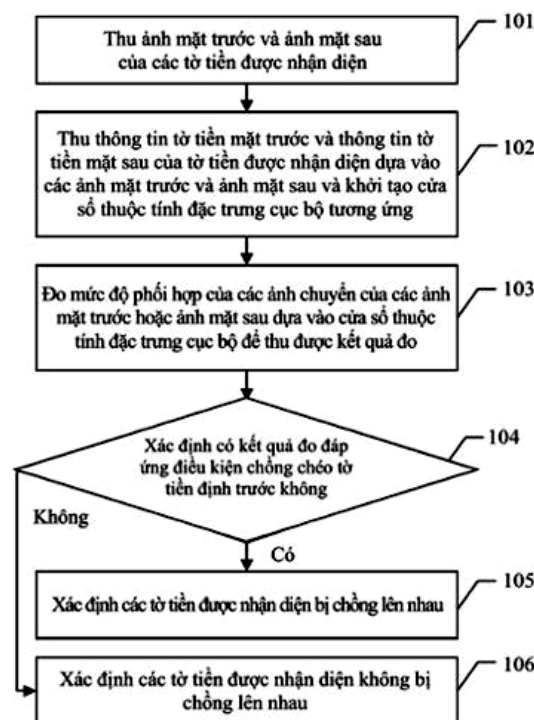 101
Thu ảnh mặt trước và ảnh mặt sau
của các tờ tiền được nhận diện
102
Thu thông tin tờ tiền mặt trước và thông tin tờ
tiền mặt sau của tờ tiền được nhận diện dựa vào
các ảnh mặt trước và ảnh mặt sau và khởi tạo cửa
sổ thuộc tính đặc trưng cục bộ tương ứng
103
Đo mức độ phối hợp của các ảnh chuyển của các ảnh
mặt trước hoặc ảnh mặt sau dựa vào cửa sổ thuộc
tính đặc trưng cục bộ để thu được kết quả đo
104
Xác định có kết quả đo đáp
ứng điều kiện chồng chéo tờ
tiền định trước không
Không
Có
105
Xác định các tờ tiền được nhận diện bị chồng lên nhau
106
Xác định các tờ tiền được nhận diện không bị
chồng lên nhau